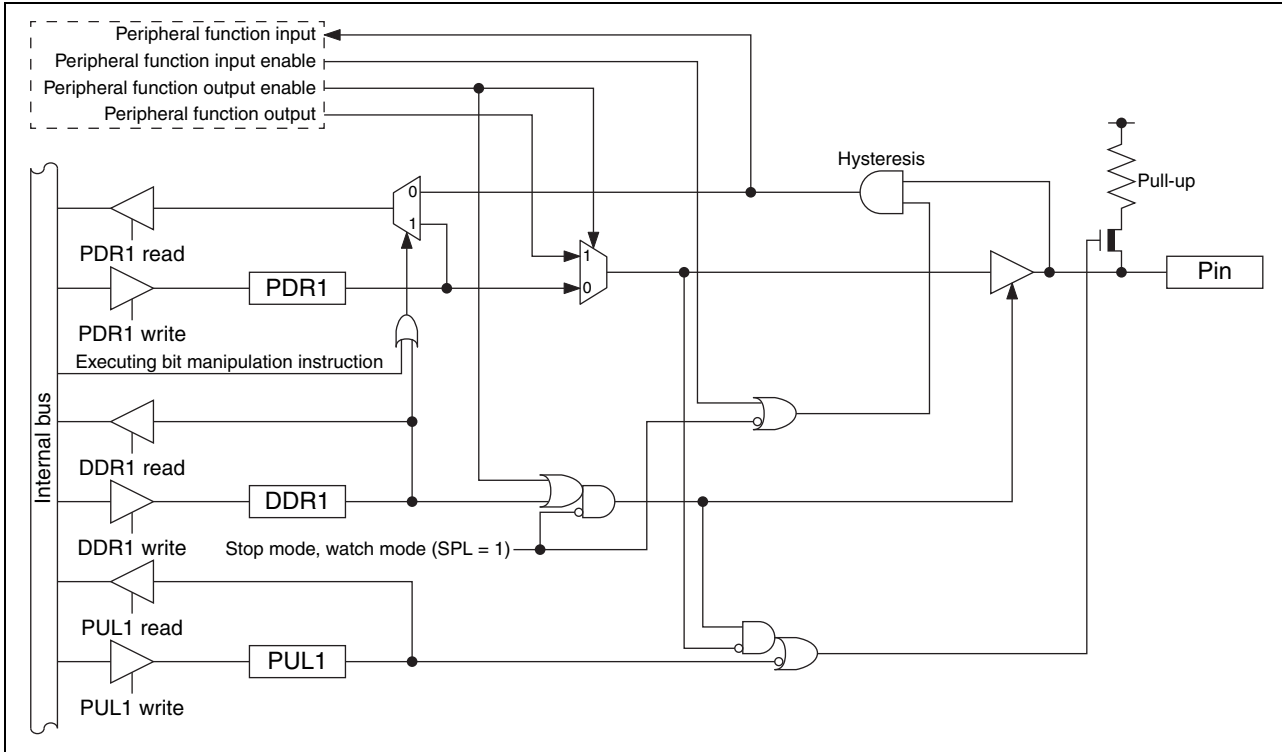 Peripheral function input
Peripheral function input enable
Peripheral function output enable
Peripheral function output
Hysteresis
Pull-up
0
1
PDR1 read
1
0
Pin
PDR1
PDR1 write
Executing bit manipulation instruction
Internal bus
DDR1 read
DDR1
DDR1 write
Stop mode, watch mode (SPL = 1)
PUL1 read
PUL1
PUL1 write